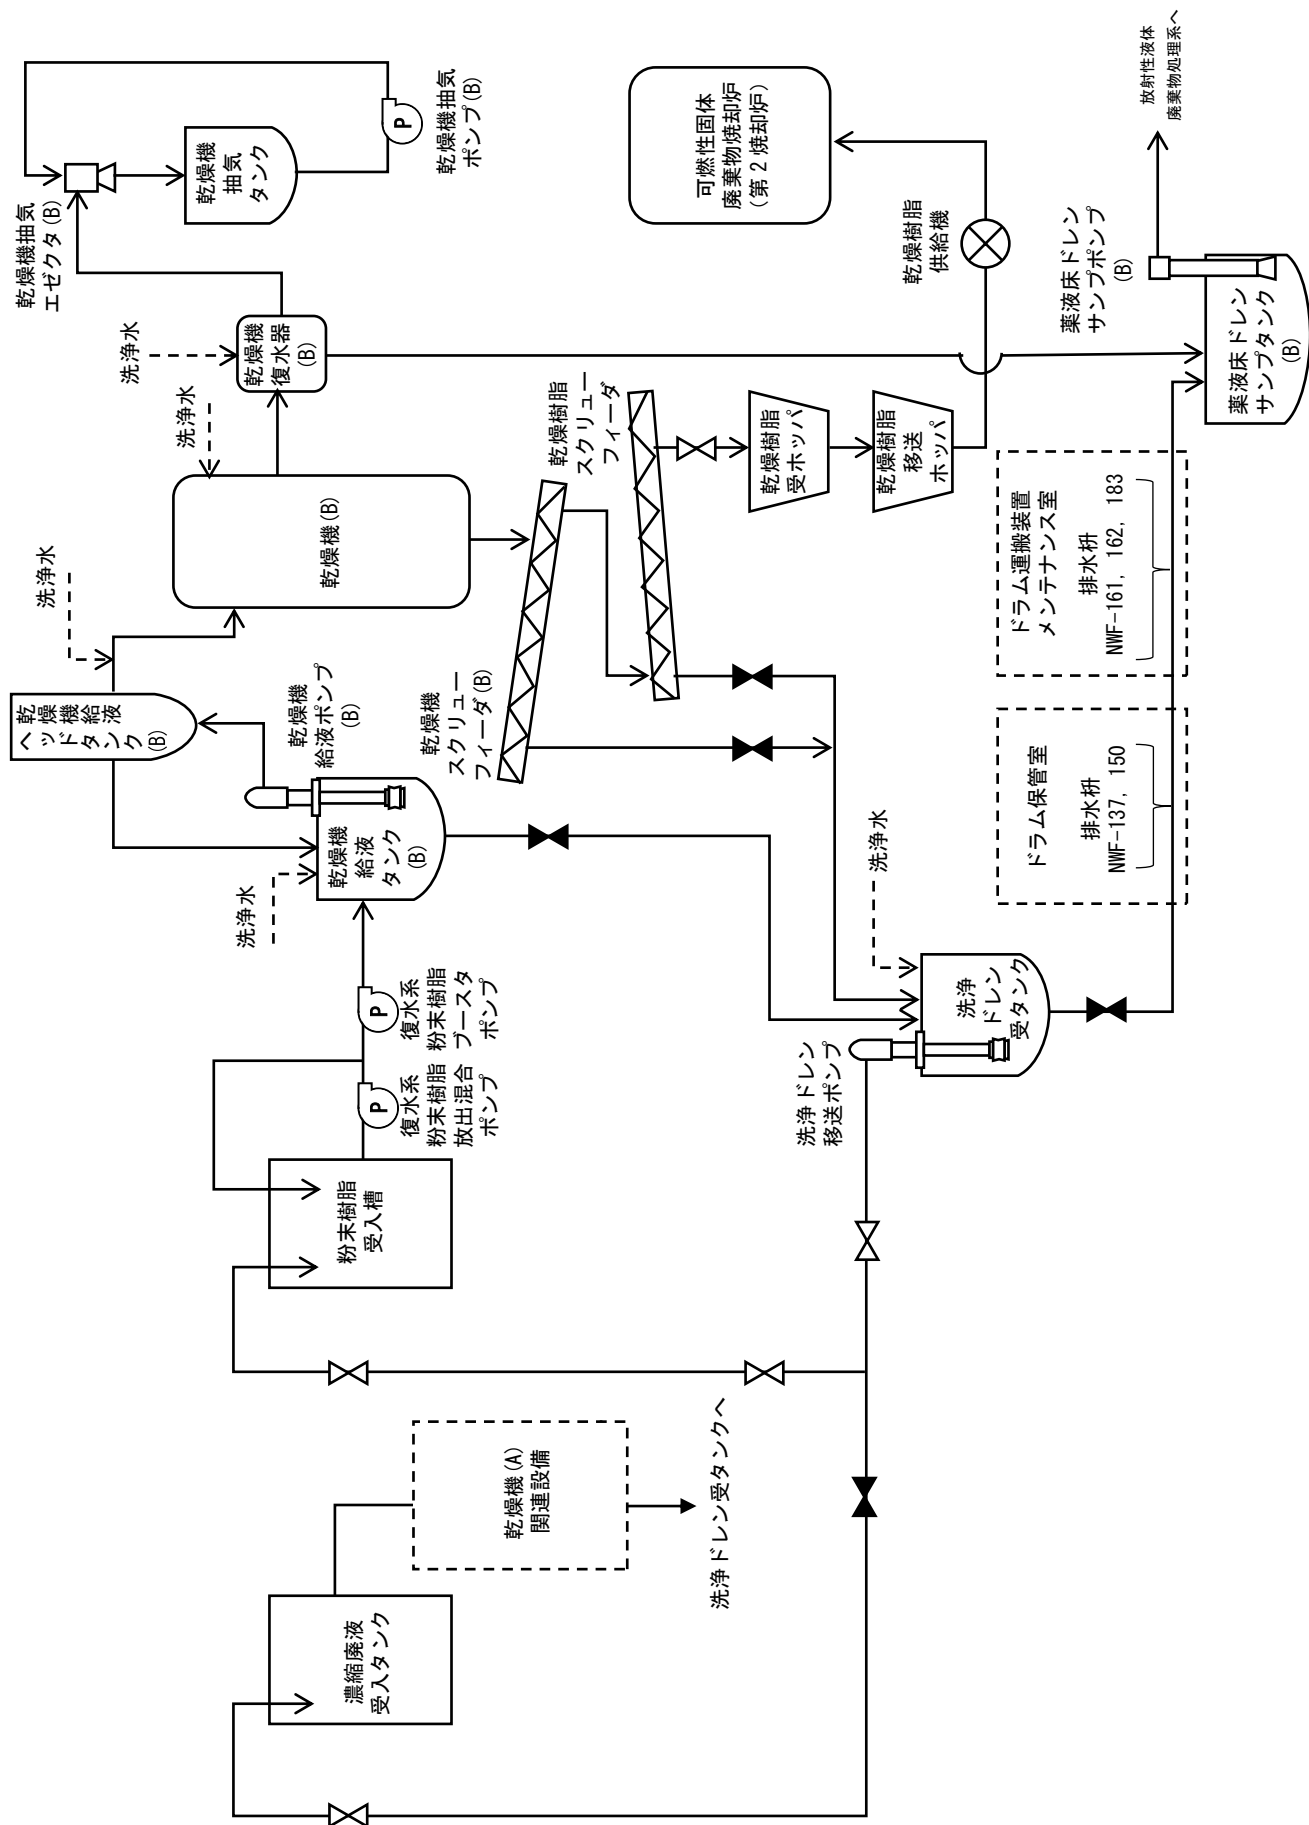 濃縮廃液
受入タンク
乾燥機(A)
関連設備
洗浄ドレン受タンクへ
粉末樹脂
受入槽
P
復水系
粉末樹脂
放出混合
ポンプ
P
復水系
粉末樹脂
ブースタ
ポンプ
洗浄水
乾燥機
給液
タンク
(B)
乾燥機
給液ポンプ
(B)
乾燥機給液
ヘッドタンク
(B)
洗浄水
乾燥機(B)
洗浄水
洗浄水
乾燥機
復水器
(B)
乾燥機抽気
エゼクタ(B)
乾燥機
抽気
タンク
P
乾燥機抽気
ポンプ(B)
乾燥機
スクリュー
フィーダ(B)
乾燥樹脂
スクリュー
フィーダ
乾燥樹脂
受ホッパ
乾燥樹脂
移送
ホッパ
乾燥樹脂
供給機
可燃性固体
廃棄物焼却炉
(第2焼却炉)
洗浄ドレン
移送ポンプ
洗浄水
洗浄
ドレン
受タンク
ドラム保管室
排水枡
NWF-137, 150
ドラム運搬装置
メンテナンス室
排水枡
NWF-161, 162, 183
薬液床ドレン
サンプポンプ
(B)
薬液床ドレン
サンプタンク
(B)
放射性液体
廃棄物処理系へ